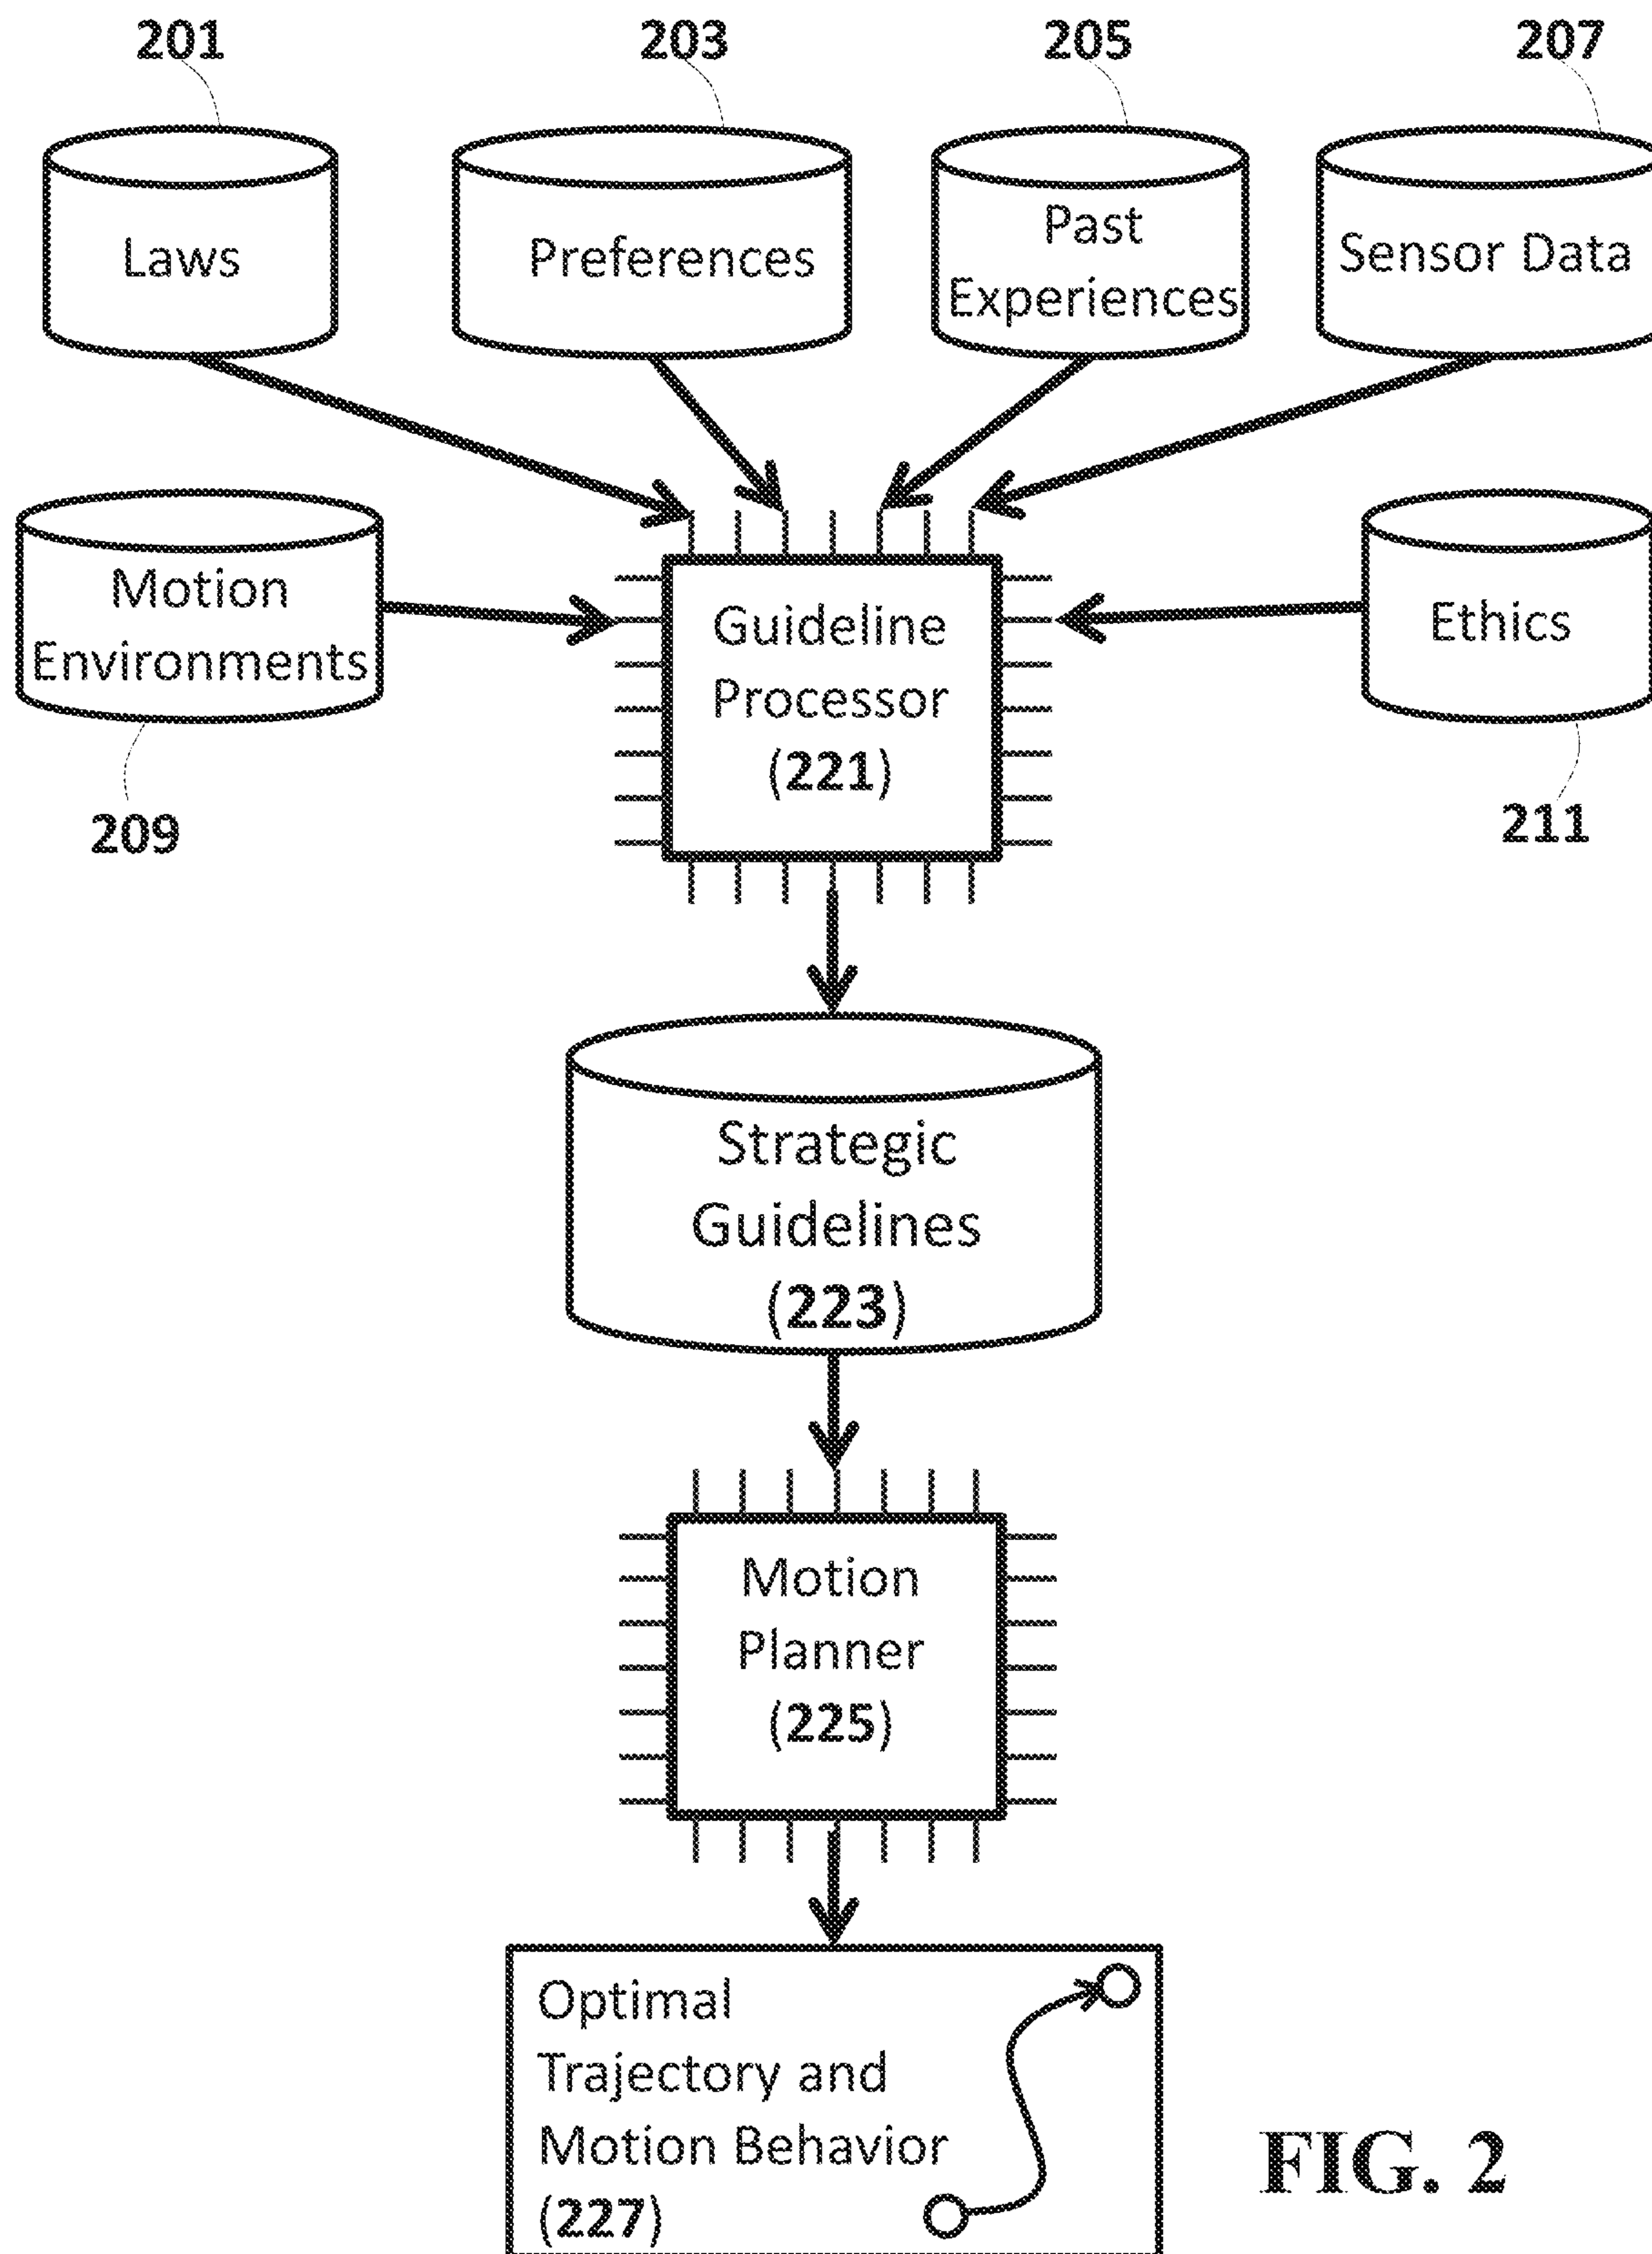 201
203
205
207
Laws
Preferences
Past
Experiences
Sensor Data
Motion
Environments
Guideline
Processor
(221)
Ethics
209
211
Strategic
Guidelines
(223)
Motion
Planner
(225)
Optimal
Trajectory and
Motion Behavior
(227)
FIG. 2